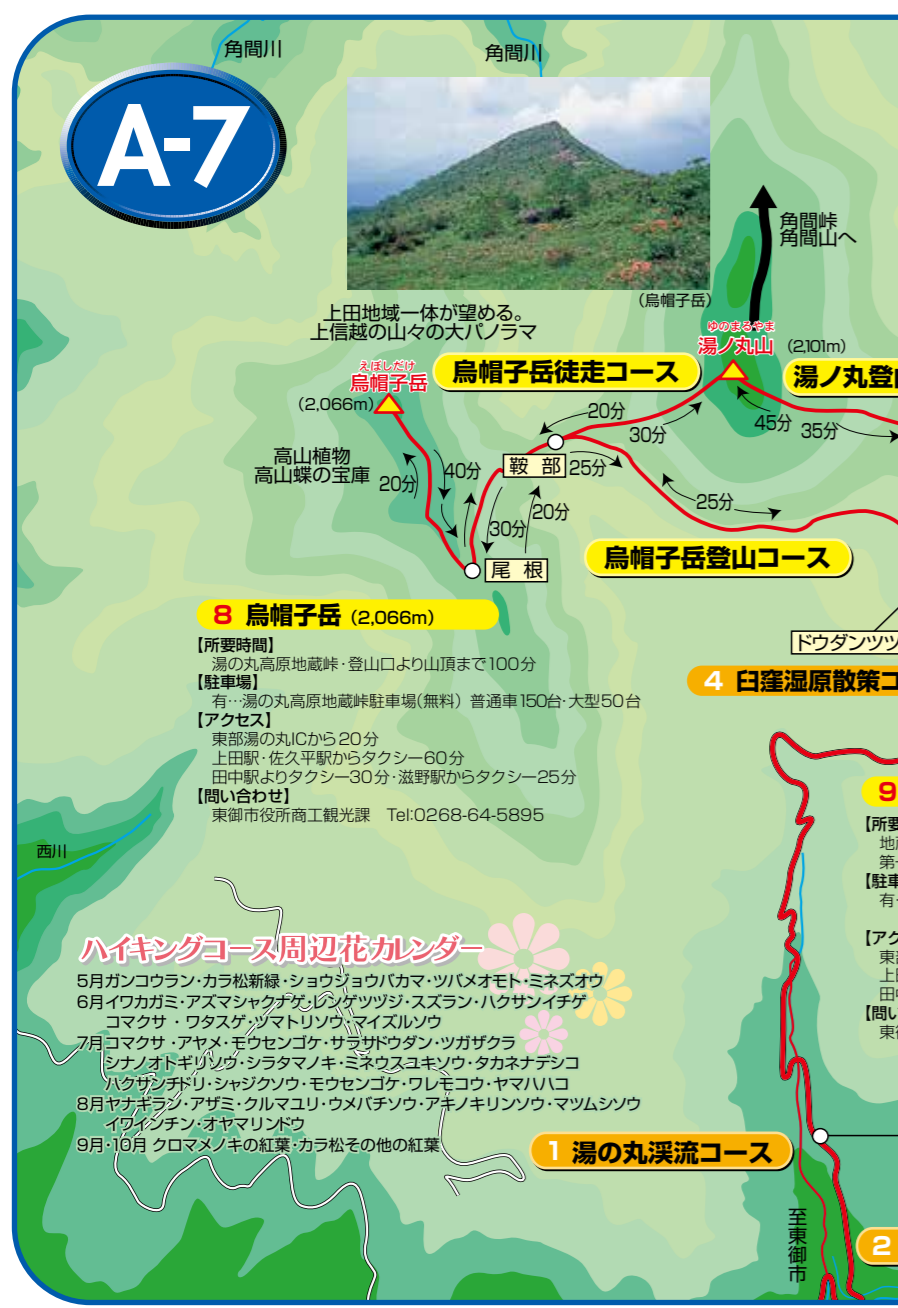 角間川
角間川
A-7
角間峠
角間山へ
(烏帽子岳)
上田地域一体が望める。
上信越の山々の大パノラマ
ゆのまるやま
湯ノ丸山 (2,101m)
えぼしだけ
烏帽子岳
(2,066m)
烏帽子岳徒走コース
湯ノ丸登
20分
30分
45分
35分
高山植物
高山蝶の宝庫
20分
40分
鞍部
25分
25分
30分
20分
尾根
烏帽子岳登山コース
8 烏帽子岳 (2,066m)
【所要時間】
湯の丸高原地蔵峠・登山口より山頂まで100分
【駐車場】
有…湯の丸高原地蔵峠駐車場(無料) 普通車150台・大型50台
【アクセス】
東部湯の丸ICから20分
上田駅・佐久平駅からタクシー60分
田中駅よりタクシー30分・滋野駅からタクシー25分
【問い合わせ】
東御市役所商工観光課 Tel:0268-64-5895
ドウダンツツ
4 臼窪湿原散策コ
9
【所要
地
第
【駐車
有
【アク
東
上
田
【問い
東
西川
ハイキングコース周辺花カレンダー
5月ガンコウラン・カラ松新緑・ショウジョウバカマ・ツバメオモト・ミネズオウ
6月イワカガミ・アズマシャクナゲ・レンゲツツジ・スズラン・ハクサンイチゲ
コマクサ・ワタスゲ・ツマトリソウ・マイズルソウ
7月コマクサ・アヤメ・モウセンゴケ・サラサドウダン・ツガザクラ
シナノオトギリソウ・シラタマノキ・ミネウスユキソウ・タカネナデシコ
ハクサンチドリ・シャジクソウ・モウセンゴケ・ワレモコウ・ヤマハハコ
8月ヤナギラン・アザミ・クルマユリ・ウメバチソウ・アキノキリンソウ・マツムシソウ
イワインチン・オヤマリンドウ
9月・10月 クロマメノキの紅葉・カラ松その他の紅葉
1 湯の丸渓流コース
至東御市
2